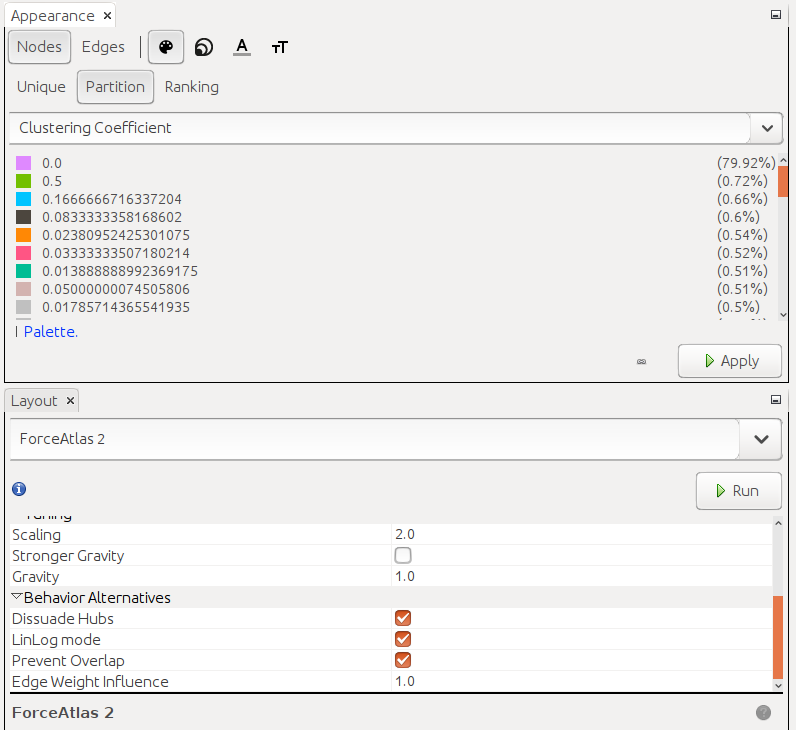 Appearance ×
Nodes Edges A TT
Unique Partition Ranking
Clustering Coefficient
0.0 (79.92%)
0.5 (0.72%)
0.1666666716337204 (0.66%)
0.0833333358168602 (0.6%)
0.02380952425301075 (0.54%)
0.03333333507180214 (0.52%)
0.013888888992369175 (0.51%)
0.05000000074505806 (0.51%)
0.01785714365541935 (0.5%)
Palette.
Apply
Layout ×
ForceAtlas 2
Run
Tuning
Scaling 2.0
Stronger Gravity
Gravity 1.0
Behavior Alternatives
Dissuade Hubs
LinLog mode
Prevent Overlap
Edge Weight Influence 1.0
ForceAtlas 2 ?